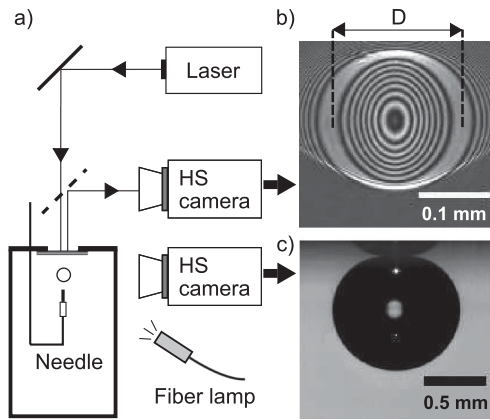 a)
Laser
HS
camera
HS
camera
Needle
Fiber lamp
b)
D
0.1 mm
c)
0.5 mm